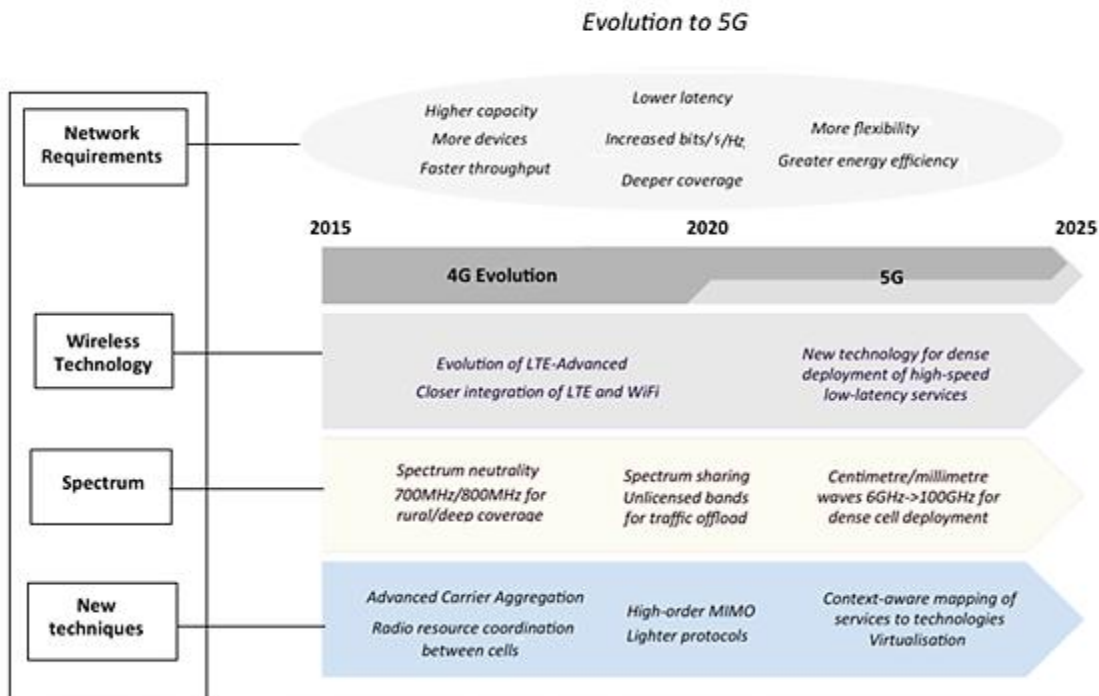 Evolution to 5G
Network
Requirements
Higher capacity
More devices
Faster throughput
Lower latency
Increased bits/s/Hz
Deeper coverage
More flexibility
Greater energy efficiency
2015
2020
2025
4G Evolution
5G
Wireless
Technology
Evolution of LTE-Advanced
Closer integration of LTE and WiFi
New technology for dense
deployment of high-speed
low-latency services
Spectrum
Spectrum neutrality
700MHz/800MHz for
rural/deep coverage
Spectrum sharing
Unlicensed bands
for traffic offload
Centimetre/millimetre
waves 6GHz->100GHz for
dense cell deployment
New
techniques
Advanced Carrier Aggregation
Radio resource coordination
between cells
High-order MIMO
Lighter protocols
Context-aware mapping of
services to technologies
Virtualisation